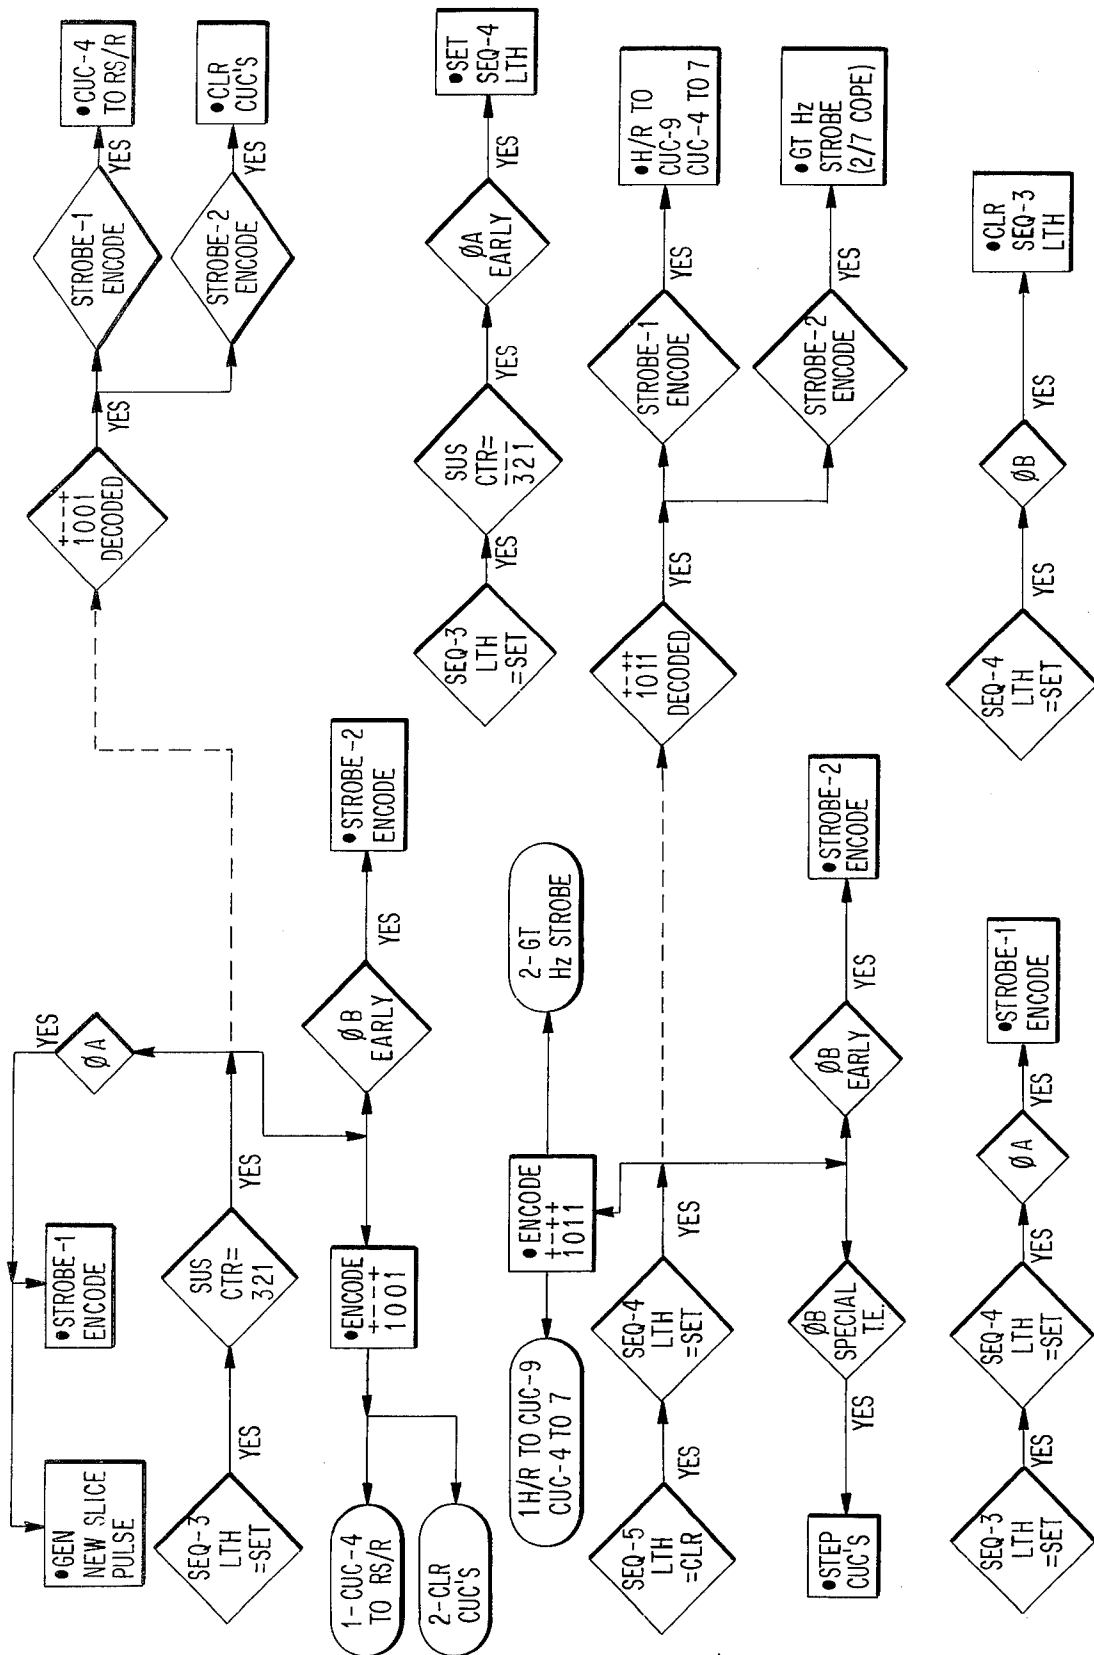 •GEN
NEW SLICE
PULSE
•STROBE-1
ENCODE
YES
ØA
SEQ-3
LTH
=SET
YES
SUS
CTR=
321
YES
+--+
1001
DECODED
YES
STROBE-1
ENCODE
YES
•CUC-4
TO RS/R
STROBE-2
ENCODE
YES
•CLR
CUC'S
1-CUC-4
TO RS/R
2-CLR
CUC'S
•ENCODE
+--+
1001
ØB
EARLY
YES
•STROBE-2
ENCODE
SEQ-3
LTH
=SET
YES
SUS
CTR=
---
321
YES
ØA
EARLY
YES
•SET
SEQ-4
LTH
1H/R TO CUC-9
CUC-4 TO 7
•ENCODE
+-++
1011
2-GT
Hz STROBE
SEQ-5
LTH
=CLR
YES
SEQ-4
LTH
=SET
YES
+-++
1011
DECODED
YES
STROBE-1
ENCODE
YES
•H/R TO
CUC-9
CUC-4 TO 7
STROBE-2
ENCODE
YES
•GT Hz
STROBE
(2/7 COPE)
•STEP
CUC'S
YES
ØB
SPECIAL
T.E.
ØB
EARLY
YES
•STROBE-2
ENCODE
SEQ-3
LTH
=SET
YES
SEQ-4
LTH
=SET
YES
ØA
YES
•STROBE-1
ENCODE
SEQ-4
LTH
=SET
YES
ØB
YES
•CLR
SEQ-3
LTH